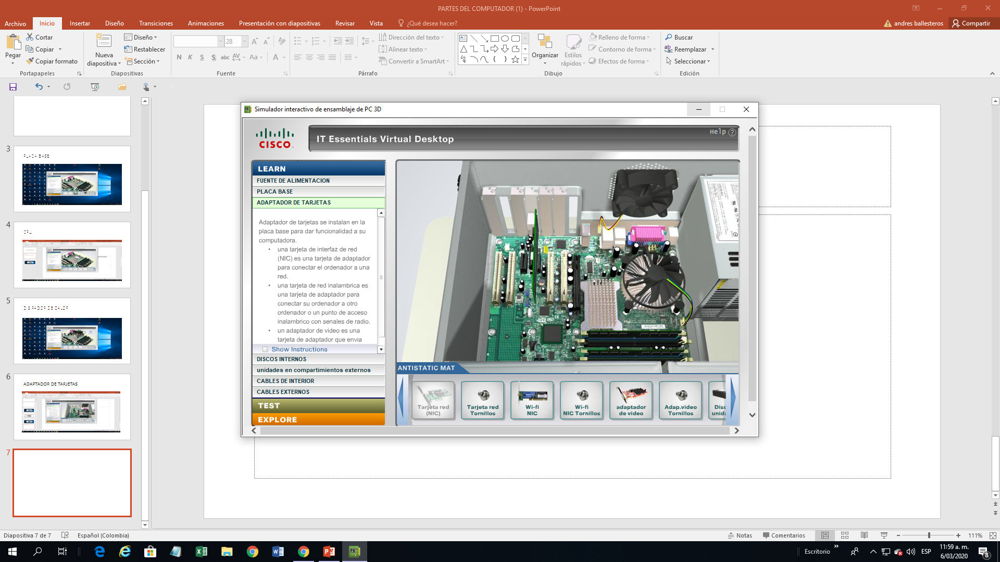 PARTES DEL COMPUTADOR (1) - PowerPoint
Archivo Inicio Insertar Diseño Transiciones Animaciones Presentación con diapositivas Revisar Vista ¿Qué desea hacer? andres ballesteros Compartir
Pegar
Cortar
Copiar
Copiar formato
Portapapeles
Nueva diapositiva
Diseño
Restablecer
Sección
Diapositivas
28
N K S S abc AV Aa A
Fuente
Dirección del texto
Alinear texto
Convertir a SmartArt
Párrafo
Organizar
Estilos rápidos
Relleno de forma
Contorno de forma
Efectos de forma
Dibujo
Buscar
Reemplazar
Seleccionar
Edición
3
PLACA BASE
4
CPU
5
6
ADAPTADOR DE TARJETAS
7
Simulador interactivo de ensamblaje de PC 3D
CISCO
IT Essentials Virtual Desktop
Help ?
LEARN
FUENTE DE ALIMENTACION
PLACA BASE
ADAPTADOR DE TARJETAS
Adaptador de tarjetas se instalan en la
placa base para dar funcionalidad a su
computadora.
• una tarjeta de interfaz de red
(NIC) es una tarjeta de adaptador
para conectar el ordenador a una
red.
• una tarjeta de red inalambrica es
una tarjeta de adaptador para
conectar su ordenador a otro
ordenador o un punto de acceso
inalambrico con senales de radio.
• un adaptador de video es una
tarjeta de adaptador que envia
Show Instructions
DISCOS INTERNOS
unidades en compartimientos externos
CABLES DE INTERIOR
CABLES EXTERNOS
TEST
EXPLORE
ANTISTATIC MAT
Tarjeta red
(NIC)
Tarjeta red
Tornillos
Wi-fi
NIC
Wi-fi
NIC Tornillos
adaptador
de video
Adap.video
Tornillos
Disc
unida
Diapositiva 7 de 7 Español (Colombia) Notas Comentarios 111%
Escritorio ESP
11:59 a. m.
6/03/2020
8